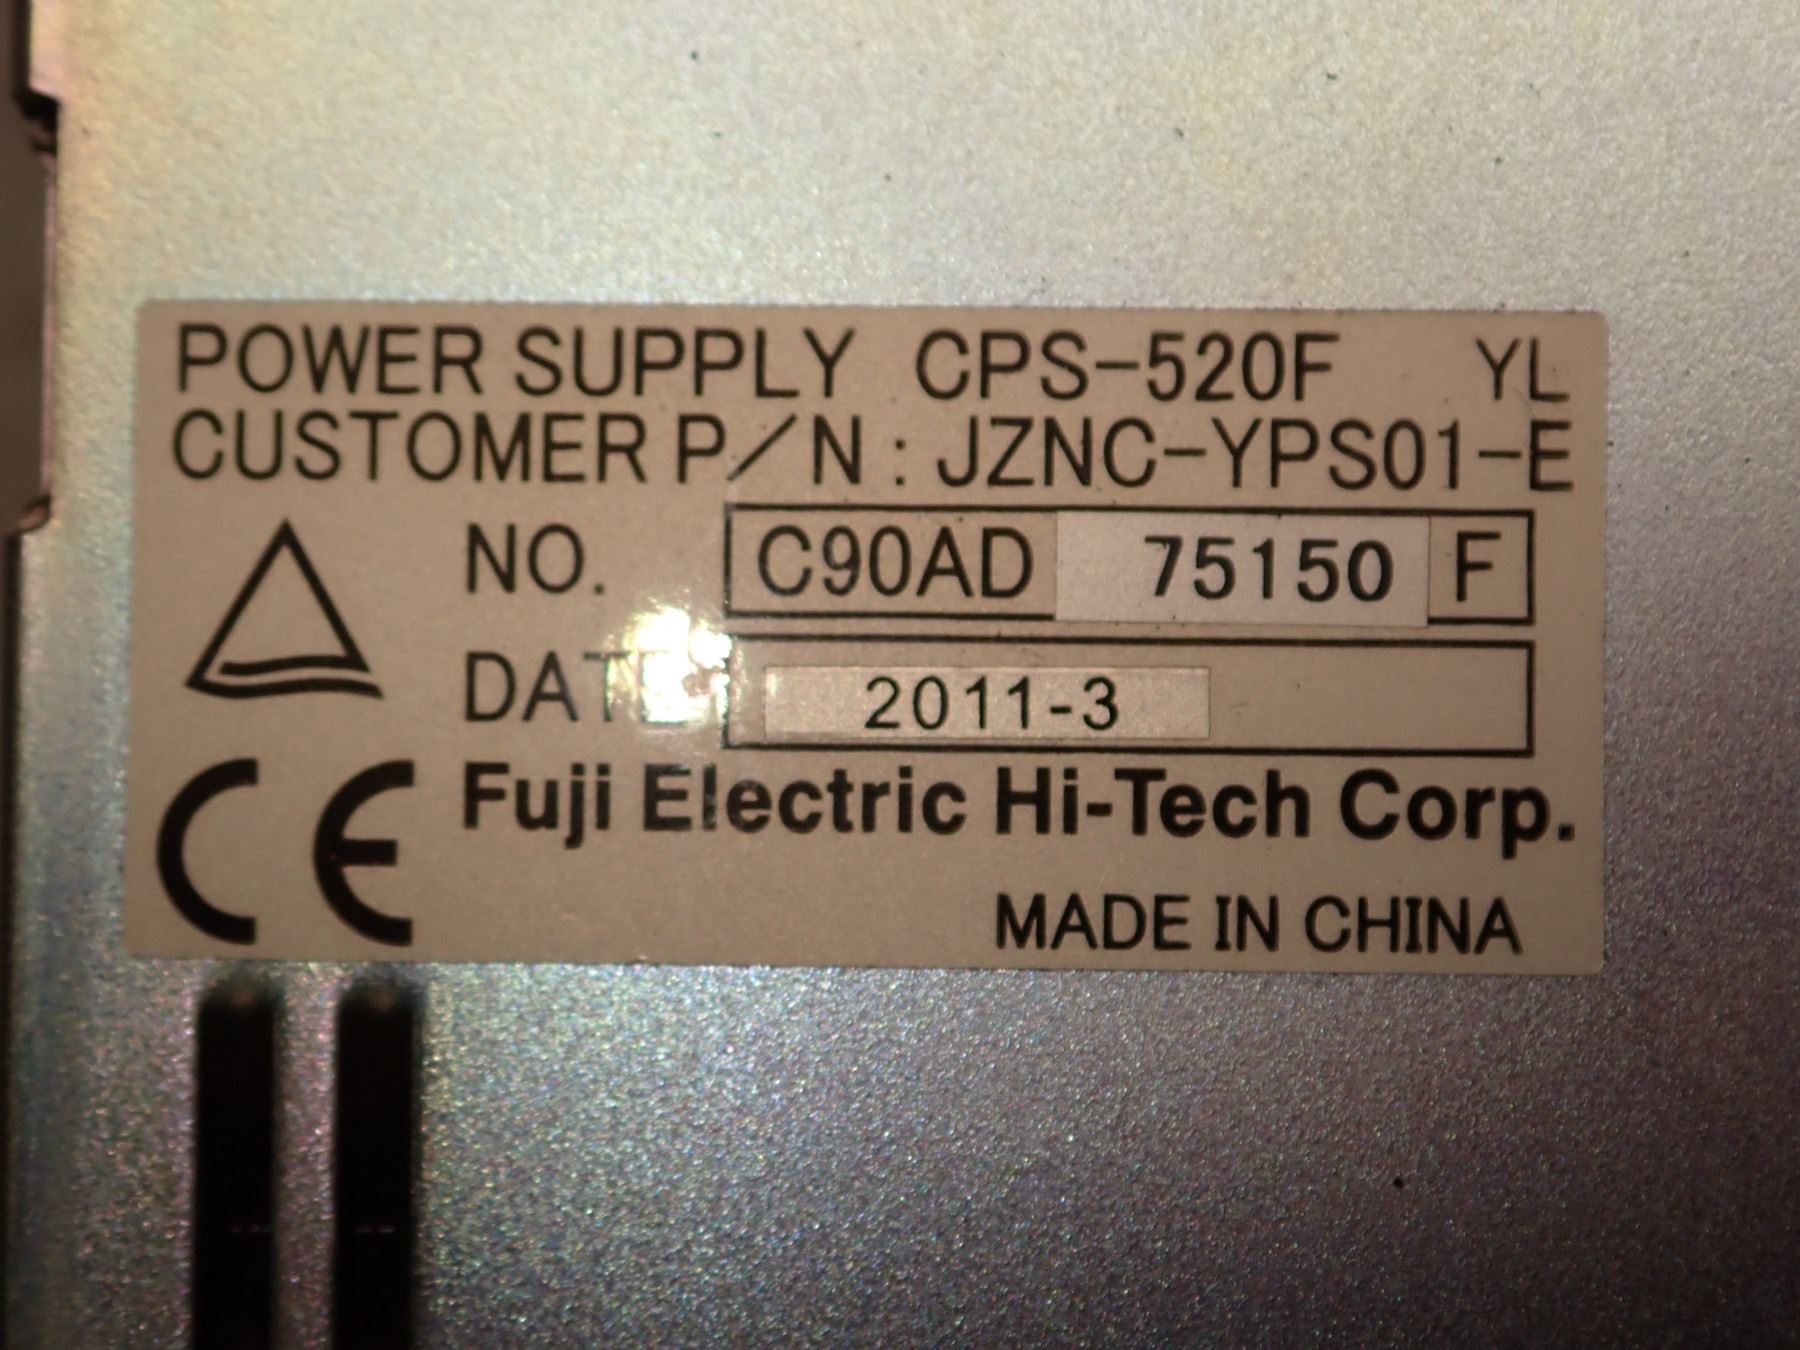 POWER SUPPLY CPS-520F YL
CUSTOMER P/N : JZNC-YPS01-E
NO. C90AD 75150 F
DATE 2011-3
CE
Fuji Electric Hi-Tech Corp.
MADE IN CHINA